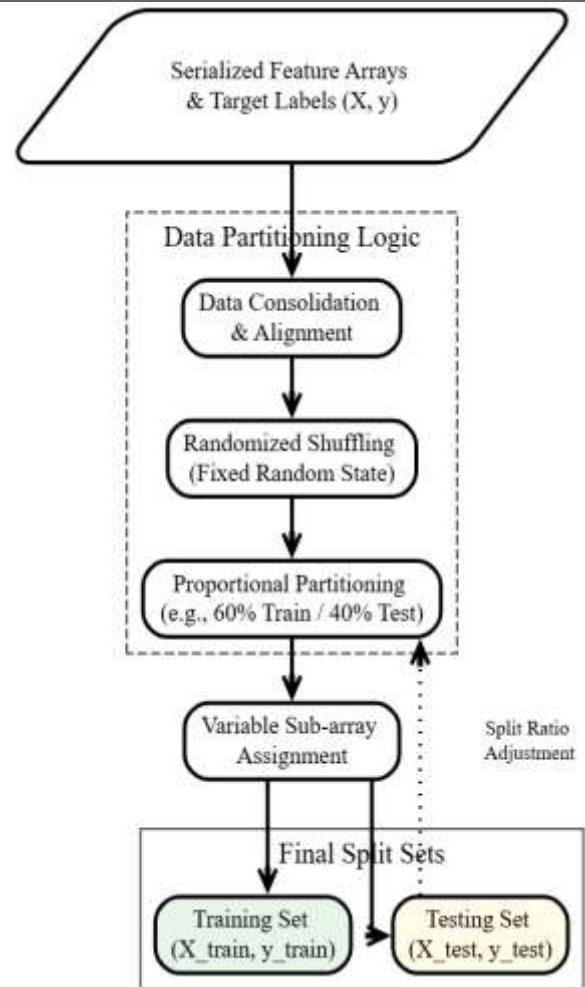 Serialized Feature Arrays
& Target Labels (X, y)
Data Partitioning Logic
Data Consolidation
& Alignment
Randomized Shuffling
(Fixed Random State)
Proportional Partitioning
(e.g., 60% Train / 40% Test)
Variable Sub-array
Assignment
Split Ratio
Adjustment
Final Split Sets
Training Set
(X_train, y_train)
Testing Set
(X_test, y_test)